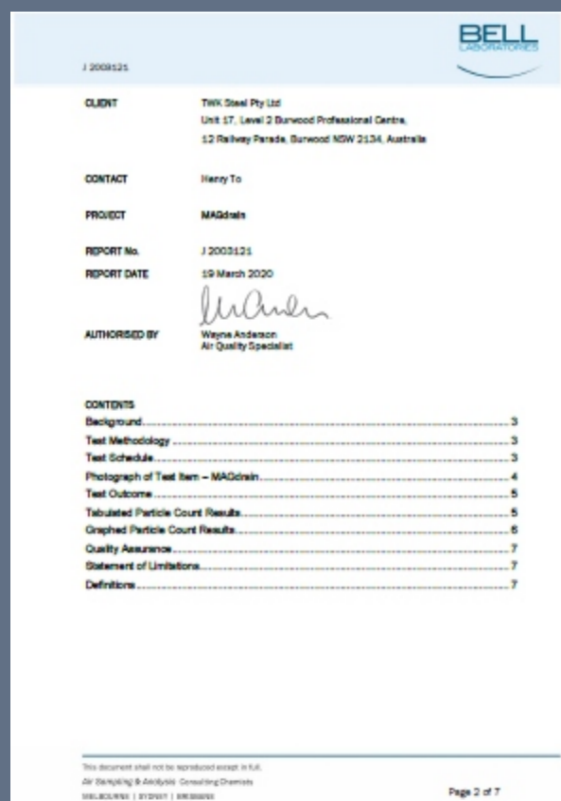 BELL
LABORATORIES
J 2003121
CLIENT TWK Steel Pty Ltd
Unit 17, Level 2 Burwood Professional Centre,
12 Railway Parade, Burwood NSW 2134, Australia
CONTACT Henry To
PROJECT MAGdrain
REPORT No. J 2003121
REPORT DATE 19 March 2020
AUTHORISED BY Wayne Anderson
Air Quality Specialist
CONTENTS
Background 3
Test Methodology 3
Test Schedule 3
Photograph of Test Item – MAGdrain 4
Test Outcome 5
Tabulated Particle Count Results 5
Graphed Particle Count Results 6
Quality Assurance 7
Statement of Limitations 7
Definitions 7
This document shall not be reproduced except in full.
Air Sampling & Analysis Consulting Chemists
MELBOURNE | SYDNEY | BRISBANE
Page 2 of 7